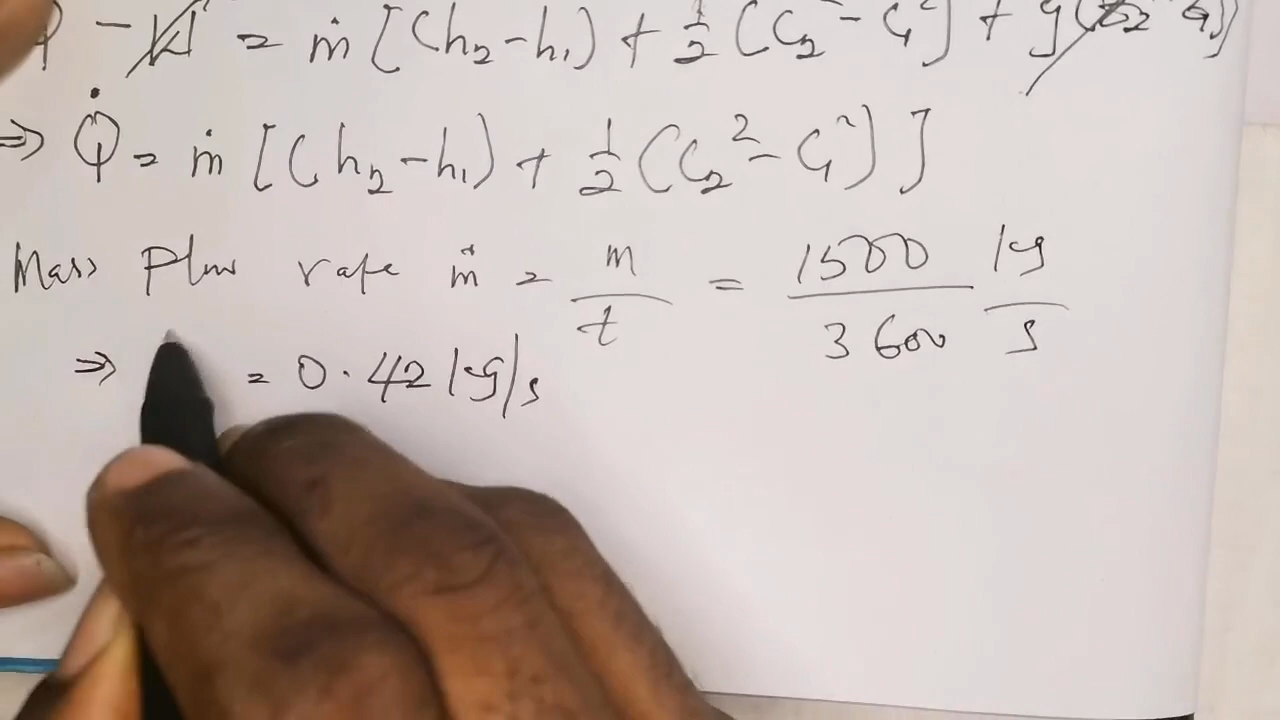 Q̇ - Ẇ = ṁ [(h₂-h₁) + ½ (C₂² - C₁²) + g(Z₂ - Z₁)]
⇒ Q̇ = ṁ [(h₂-h₁) + ½ (C₂² - C₁²)]
Mass flow rate ṁ = m/t = 1500/3600 kg/s
⇒ = 0.42 kg/s